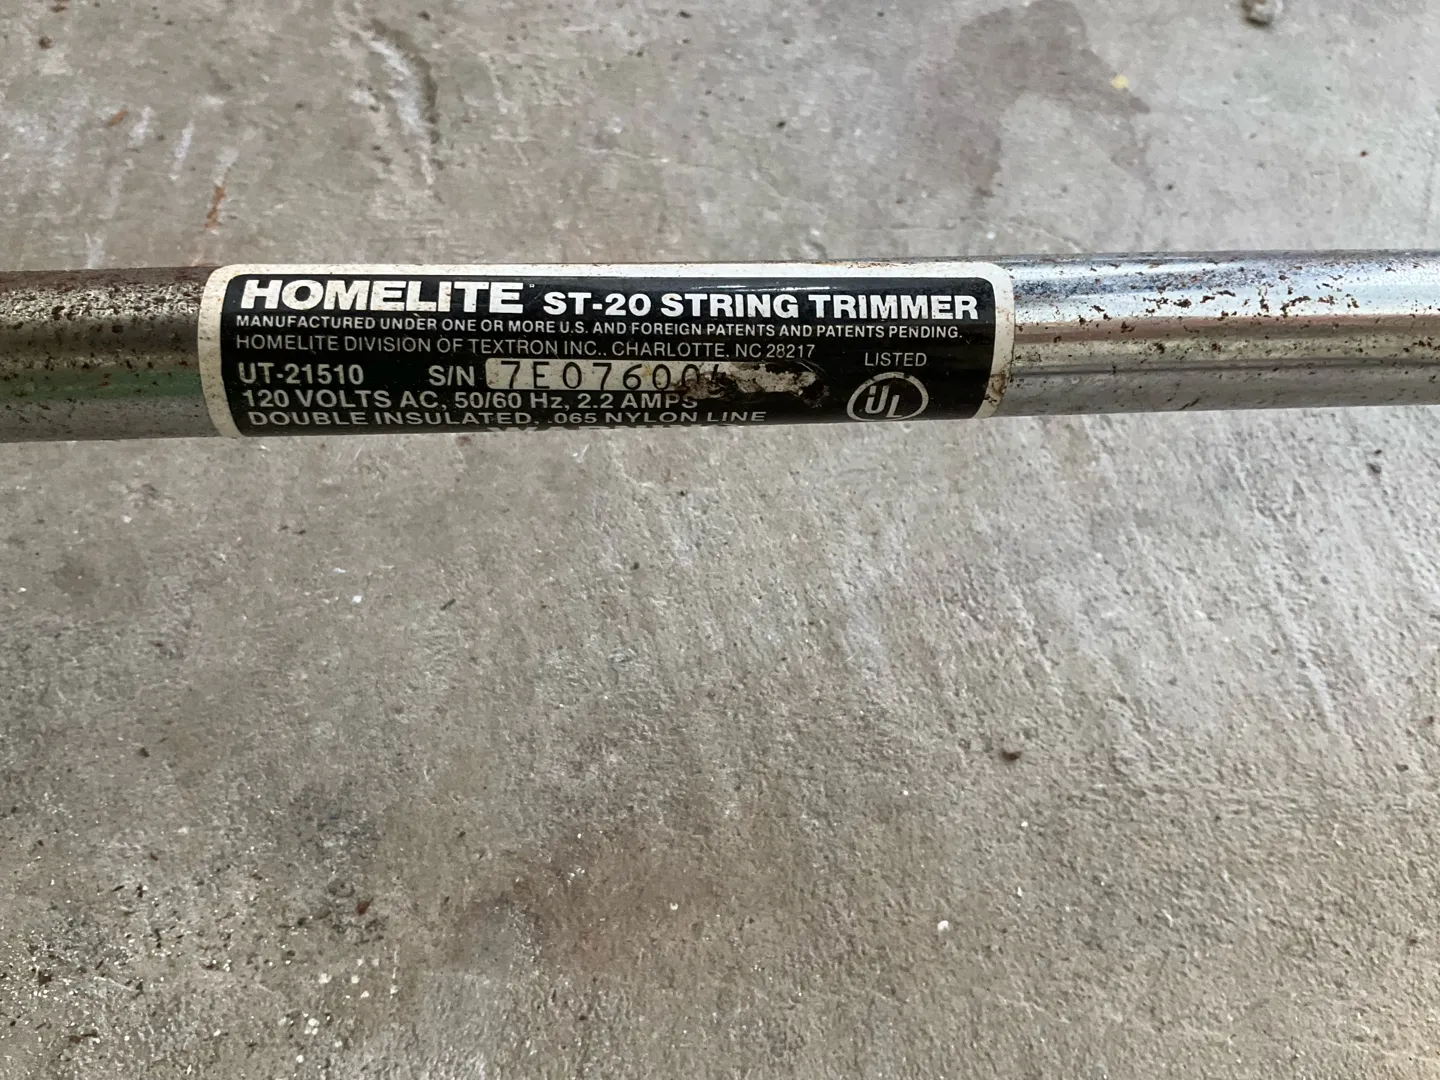 HOMELITE ST-20 STRING TRIMMER
MANUFACTURED UNDER ONE OR MORE U.S. AND FOREIGN PATENTS AND PATENTS PENDING.
HOMELITE DIVISION OF TEXTRON INC., CHARLOTTE, NC 28217
LISTED
UT-21510 S/N
120 VOLTS AC, 50/60 Hz, 2.2 AMPS
UL
DOUBLE INSULATED, .065 NYLON LINE